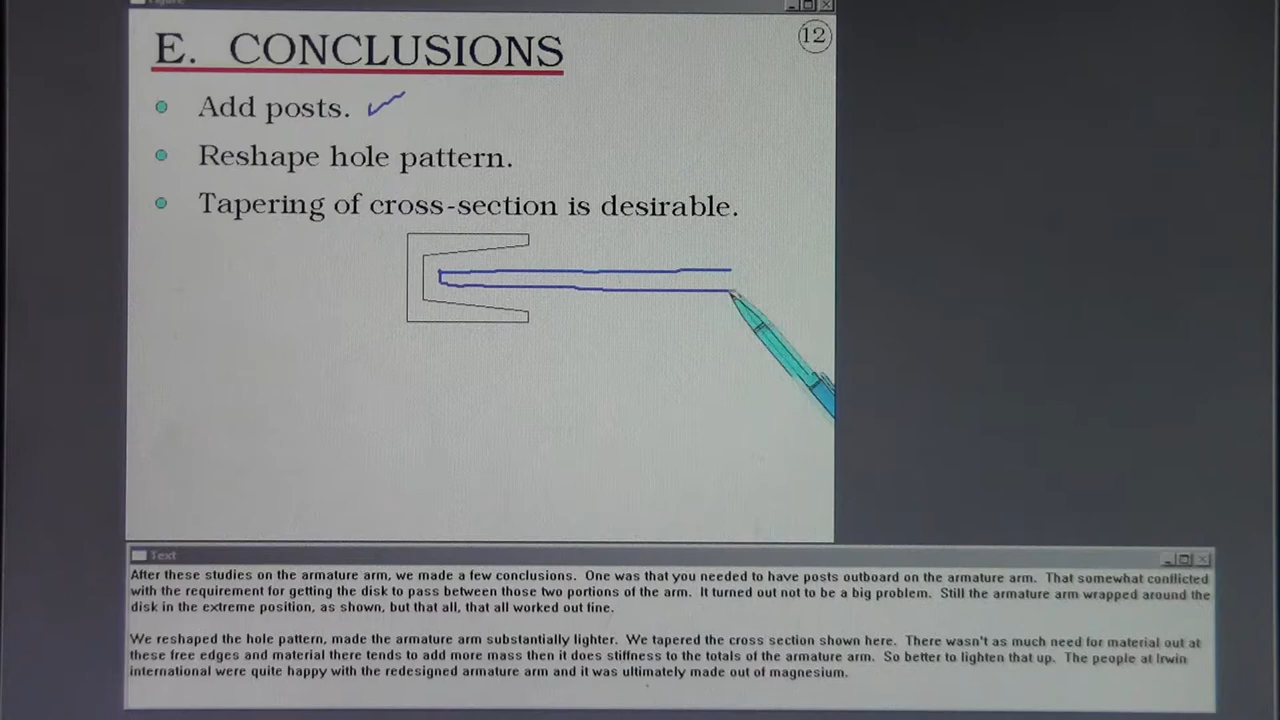 Figure
12
E. CONCLUSIONS
Add posts.
Reshape hole pattern.
Tapering of cross-section is desirable.
Text
After these studies on the armature arm, we made a few conclusions. One was that you needed to have posts outboard on the armature arm. That somewhat conflicted
with the requirement for getting the disk to pass between those two portions of the arm. It turned out not to be a big problem. Still the armature arm wrapped around the
disk in the extreme position, as shown, but that all, that all worked out fine.
We reshaped the hole pattern, made the armature arm substantially lighter. We tapered the cross section shown here. There wasn't as much need for material out at
these free edges and material there tends to add more mass then it does stiffness to the totals of the armature arm. So better to lighten that up. The people at Irwin
international were quite happy with the redesigned armature arm and it was ultimately made out of magnesium.